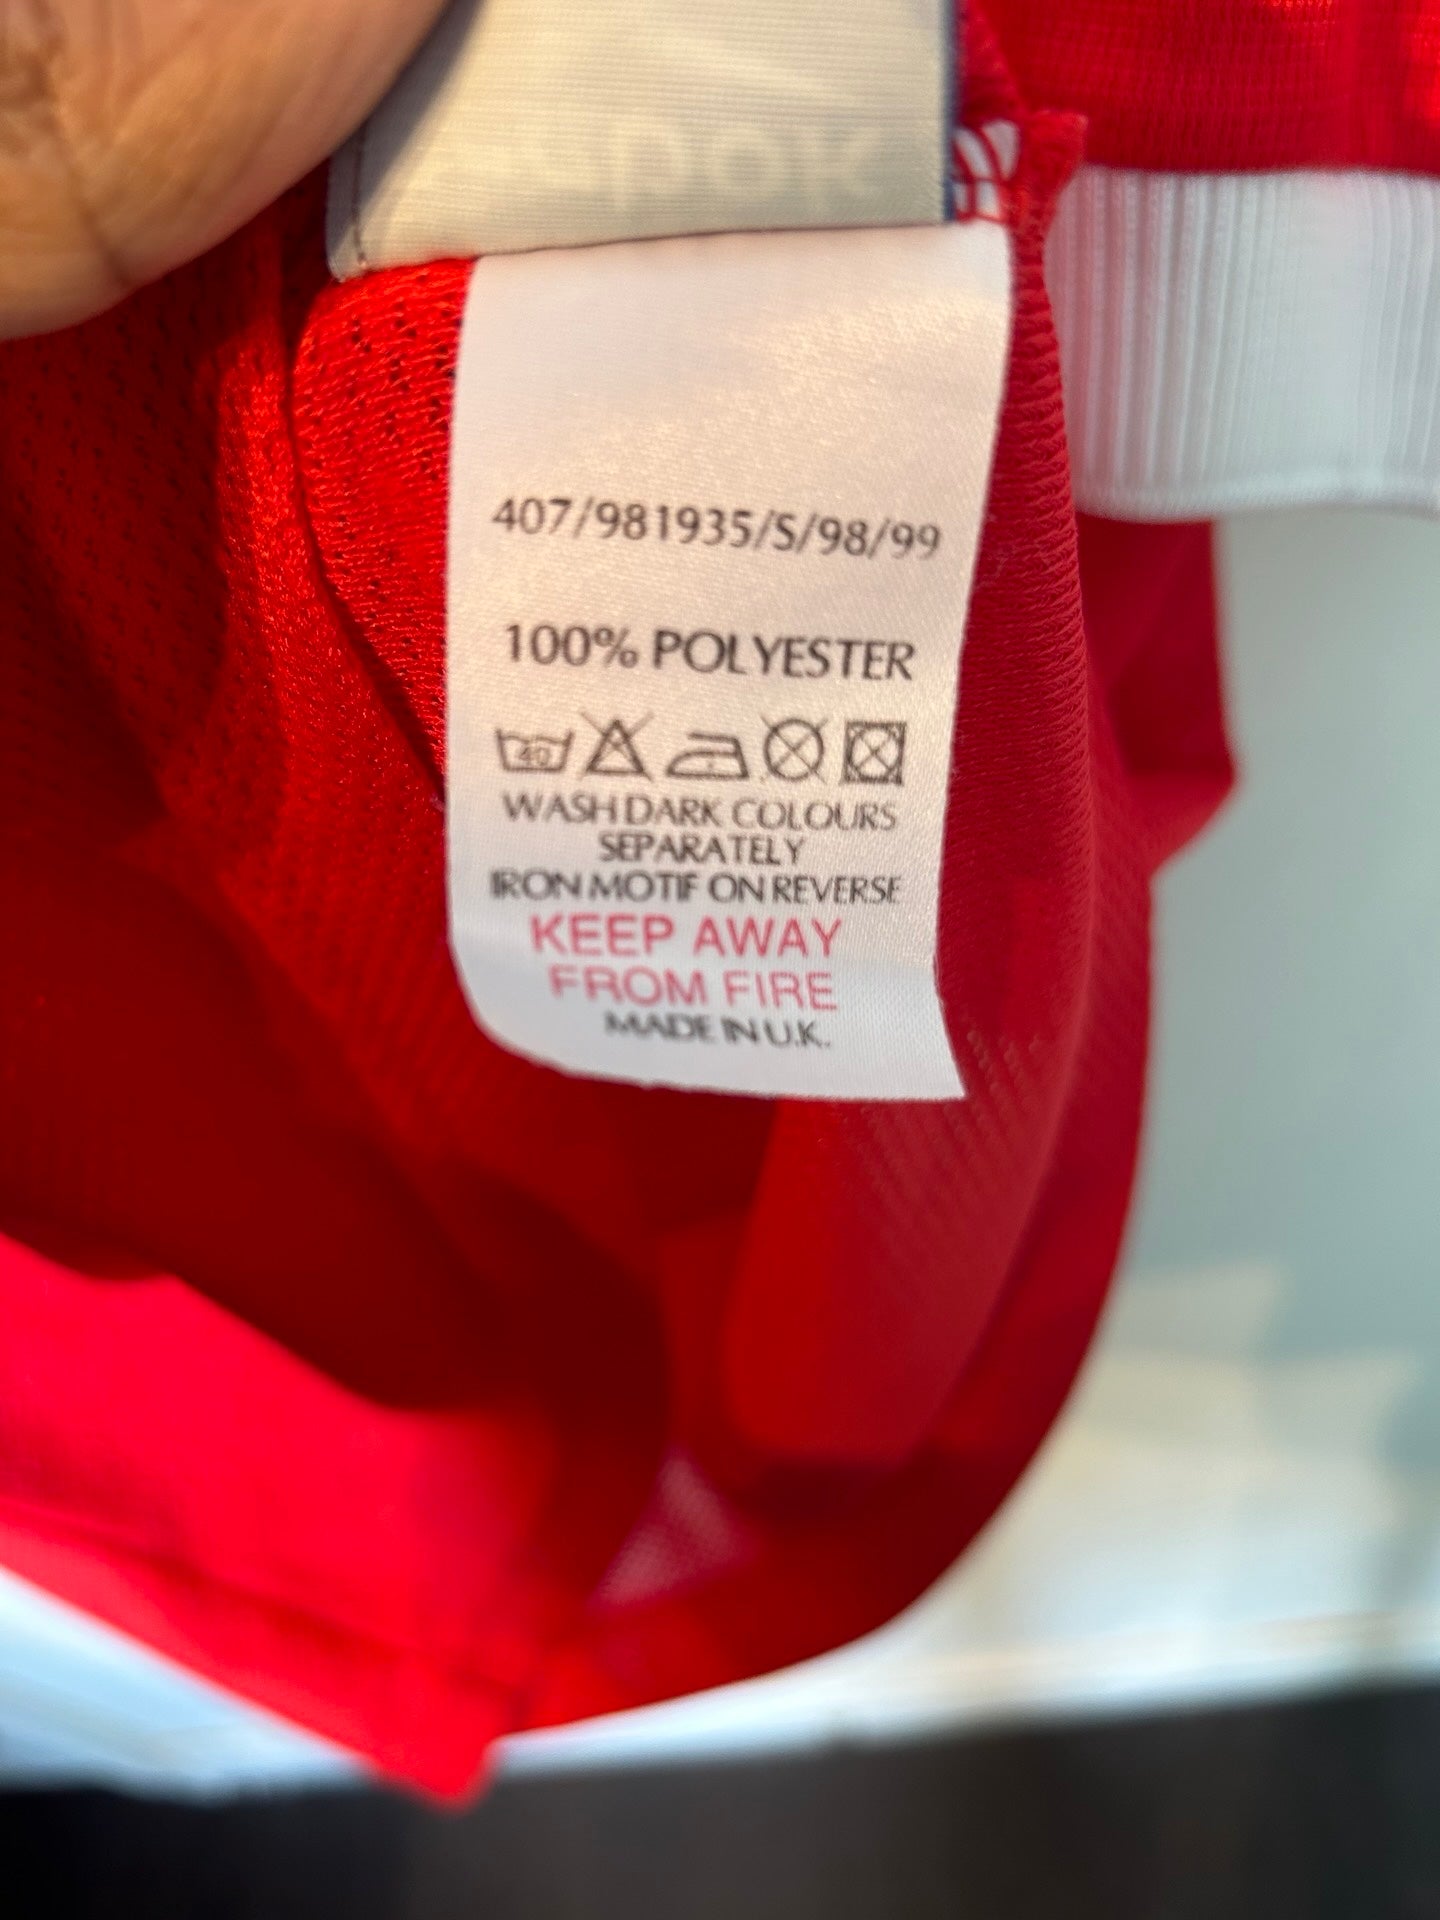 407/981935/S/98/99
100% POLYESTER
40
WASH DARK COLOURS
SEPARATELY
IRON MOTIF ON REVERSE
KEEP AWAY
FROM FIRE
MADE IN U.K.